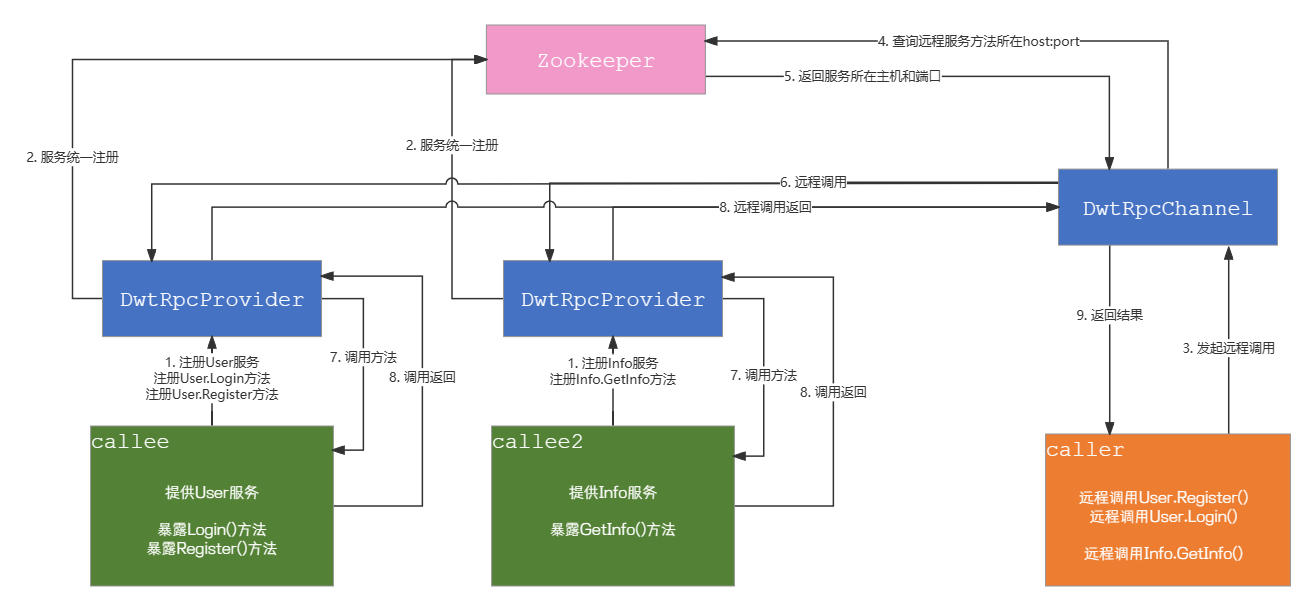 Zookeeper
4. 查询远程服务方法所在host:port
5. 返回服务所在主机和端口
2. 服务统一注册
2. 服务统一注册
6. 远程调用
8. 远程调用返回
DwtRpcChannel
DwtRpcProvider
DwtRpcProvider
9. 返回结果
3. 发起远程调用
1. 注册User服务
注册User.Login方法
注册User.Register方法
7. 调用方法
8. 调用返回
1. 注册Info服务
注册Info.GetInfo方法
7. 调用方法
8. 调用返回
callee
提供User服务
暴露Login()方法
暴露Register()方法
callee2
提供Info服务
暴露GetInfo()方法
caller
远程调用User.Register()
远程调用User.Login()
远程调用Info.GetInfo()